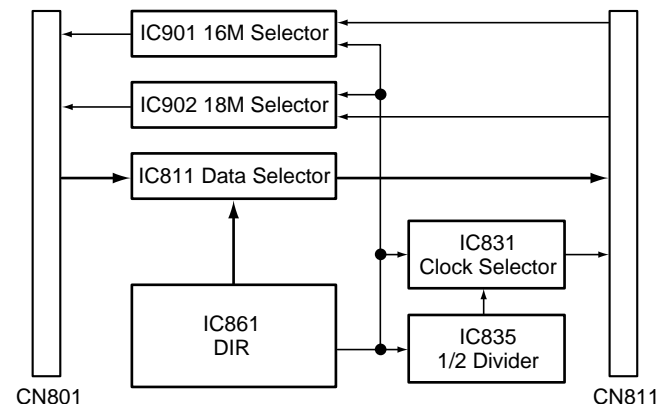 IC901 16M Selector
IC902 18M Selector
IC811 Data Selector
IC831
Clock Selector
IC861
DIR
IC835
1/2 Divider
CN801
CN811